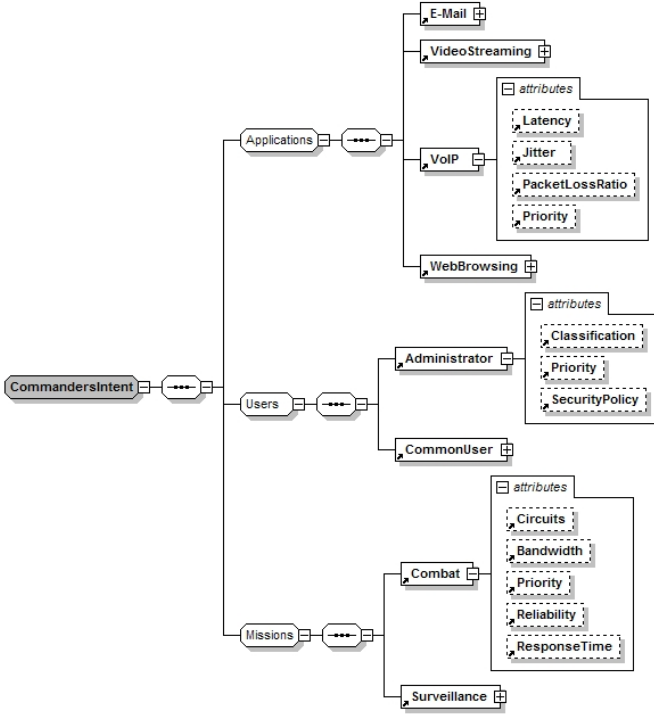 E-Mail
VideoStreaming
attributes
Latency
Jitter
PacketLossRatio
Priority
Applications
VoIP
WebBrowsing
attributes
Classification
Priority
SecurityPolicy
Administrator
CommandersIntent
Users
CommonUser
attributes
Circuits
Bandwidth
Priority
Reliability
ResponseTime
Combat
Missions
Surveillance